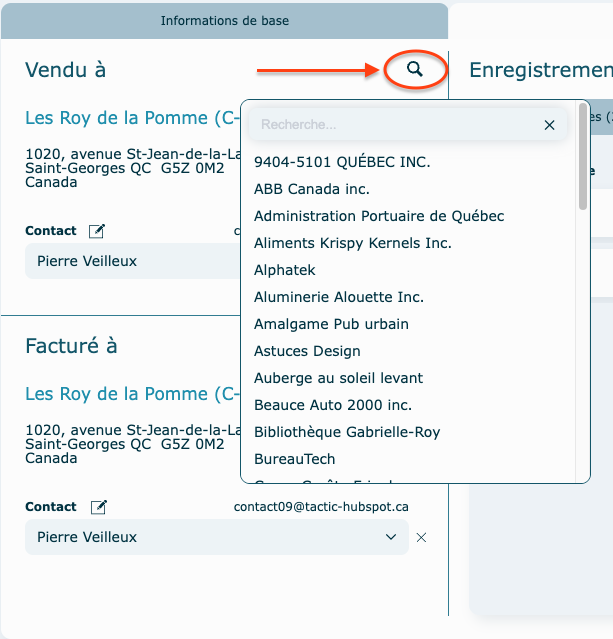 Informations de base
Vendu à
Enregistremen
Les Roy de la Pomme (C-
1020, avenue St-Jean-de-la-La
Saint-Georges QC G5Z 0M2
Canada
Contact
Pierre Veilleux
Recherche...
9404-5101 QUÉBEC INC.
ABB Canada inc.
Administration Portuaire de Québec
Aliments Krispy Kernels Inc.
Alphatek
Aluminerie Alouette Inc.
Amalgame Pub urbain
Astuces Design
Auberge au soleil levant
Beauce Auto 2000 inc.
Bibliothèque Gabrielle-Roy
BureauTech
Facturé à
Les Roy de la Pomme (C-
1020, avenue St-Jean-de-la-La
Saint-Georges QC G5Z 0M2
Canada
Contact
contact09@tactic-hubspot.ca
Pierre Veilleux